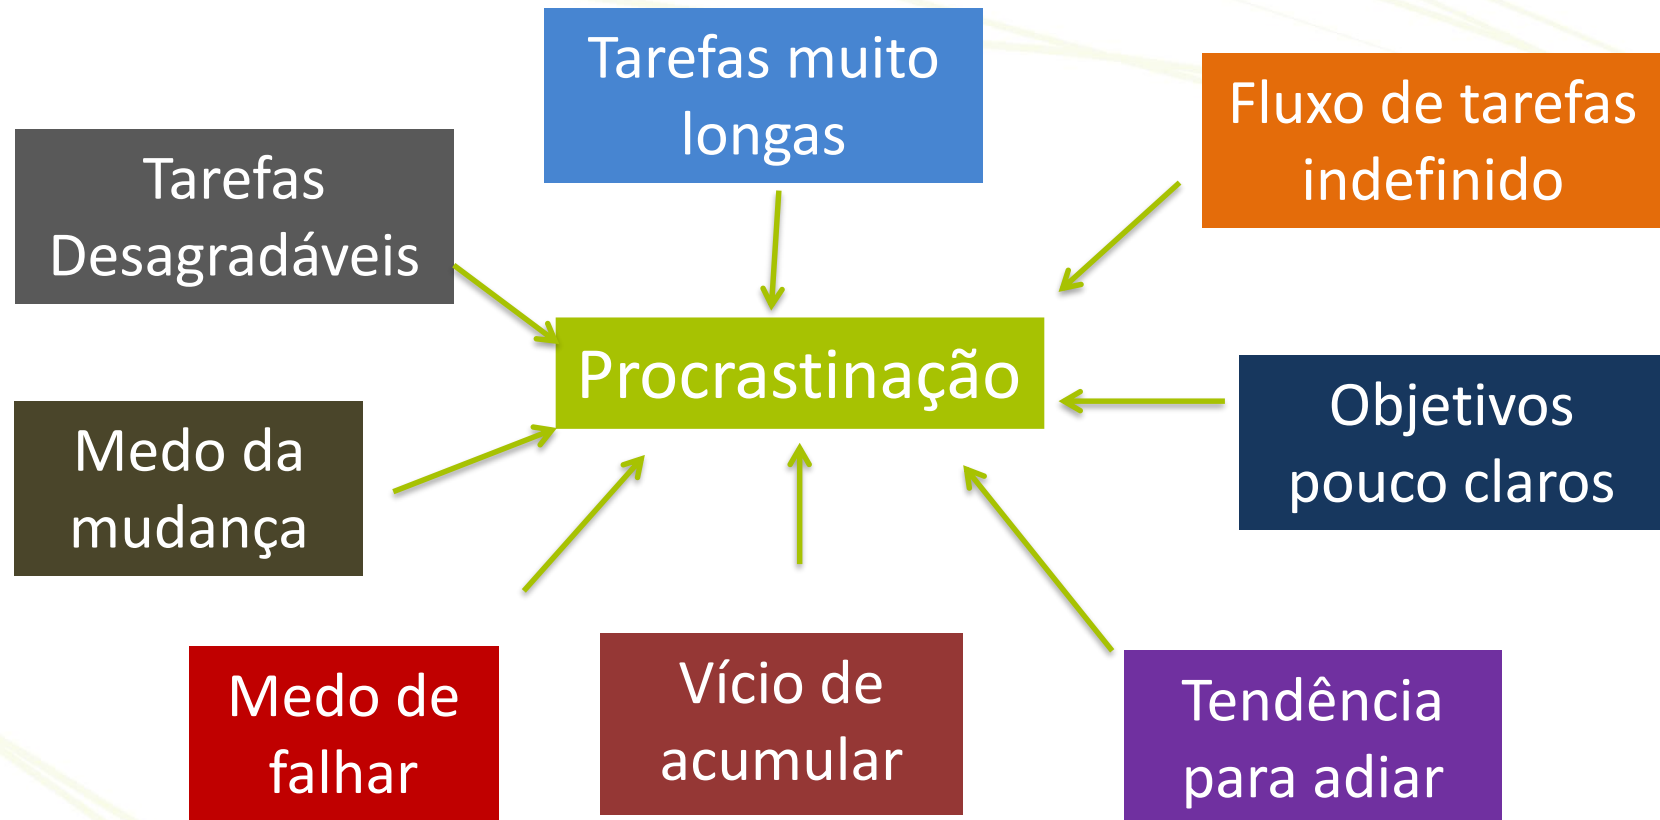 Tarefas muito
longas
Fluxo de tarefas
indefinido
Tarefas
Desagradáveis
Procrastinação
Objetivos
pouco claros
Medo da
mudança
Medo de
falhar
Vício de
acumular
Tendência
para adiar